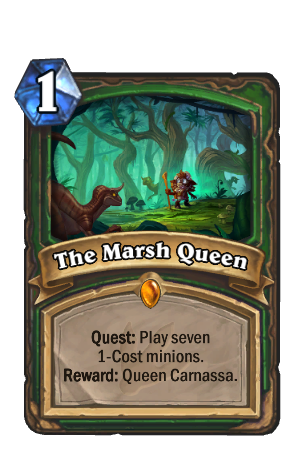 1
The Marsh Queen
Quest: Play seven
1-Cost minions.
Reward: Queen Carnassa.